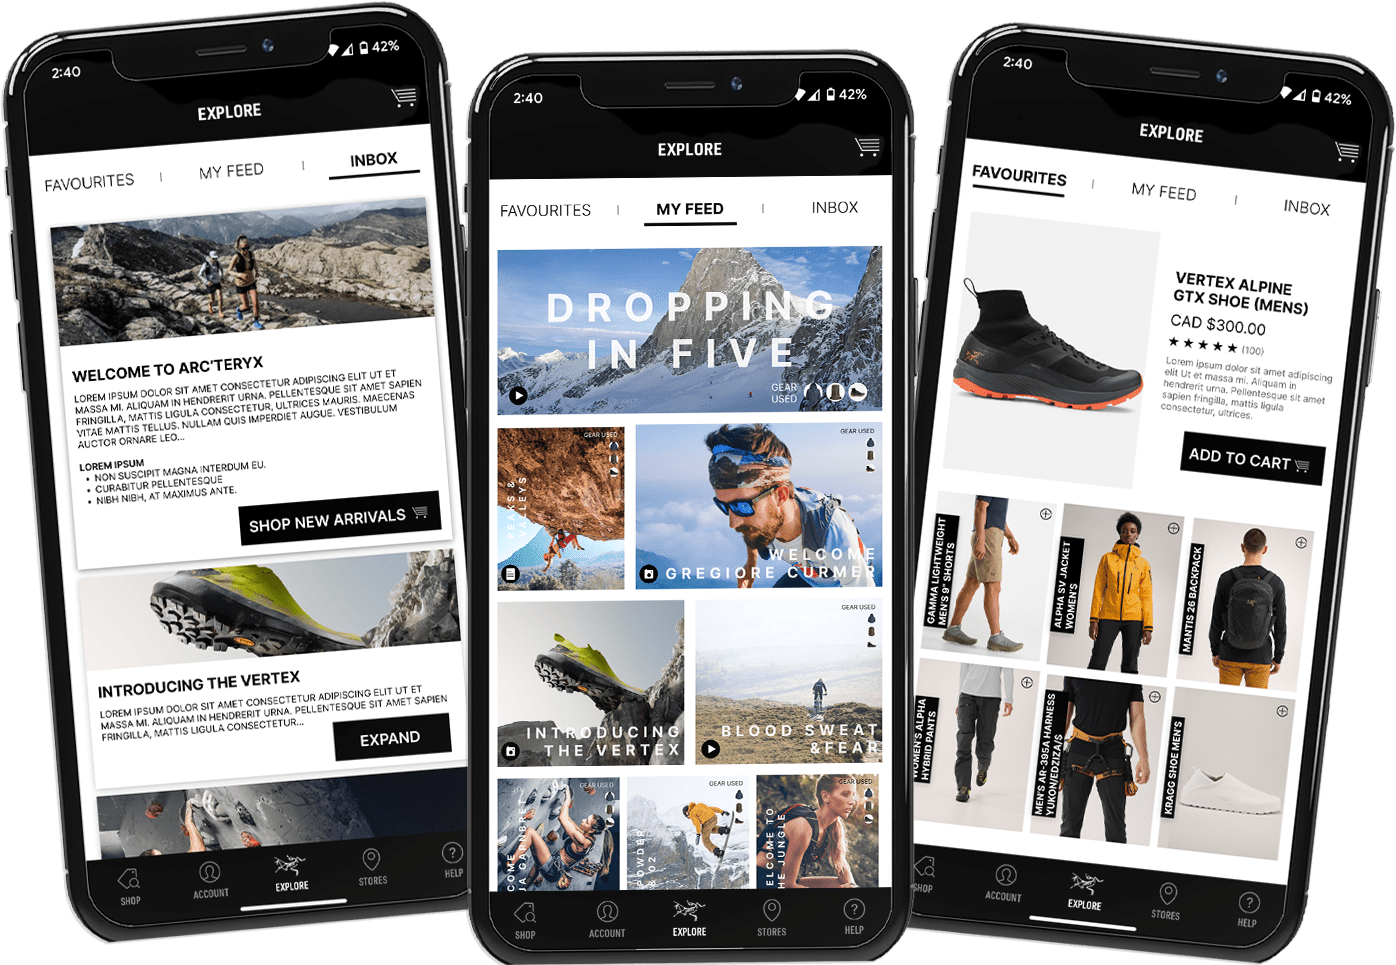 2:40
42%
EXPLORE
FAVOURITES
MY FEED
INBOX
WELCOME TO ARC'TERYX
LOREM IPSUM DOLOR SIT AMET CONSECTETUR ADIPISCING ELIT UT ET
MASSA MI. ALIQUAM IN HENDRERIT URNA. PELLENTESQUE SIT AMET SAPIEN
FRINGILLA, MATTIS LIGULA CONSECTETUR, ULTRICES MAURIS. MAECENAS
VITAE MATTIS TELLUS. NULLAM QUIS IMPERDIET AUGUE. VESTIBULUM
AUCTOR ORNARE LEO...
LOREM IPSUM
• NON SUSCIPIT MAGNA INTERDUM EU.
• CURABITUR PELLENTESQUE
• NIBH NIBH, AT MAXIMUS ANTE.
SHOP NEW ARRIVALS
INTRODUCING THE VERTEX
LOREM IPSUM DOLOR SIT AMET CONSECTETUR ADIPISCING ELIT UT ET
MASSA MI. ALIQUAM IN HENDRERIT URNA. PELLENTESQUE SIT AMET SAPIEN
FRINGILLA, MATTIS LIGULA CONSECTETUR...
EXPAND
SHOP
ACCOUNT
EXPLORE
STORES
HELP
2:40
42%
EXPLORE
FAVOURITES
MY FEED
INBOX
DROPPING
IN FIVE
GEAR
USED
GEAR USED
PEAKS &
VALLEYS
GEAR USED
WELCOME
GREGIORE CURMER
INTRODUCING
THE VERTEX
GEAR USED
BLOOD SWEAT
&FEAR
GEAR USED
GEAR USED
POWDER
02
GEAR USED
ELCOME TO
HE JUNGLE
SHOP
ACCOUNT
EXPLORE
STORES
HELP
2:40
42%
EXPLORE
FAVOURITES
MY FEED
INBOX
VERTEX ALPINE
GTX SHOE (MENS)
CAD $300.00
★★★★★ (100)
Lorem ipsum dolor sit amet, consectetur adipiscing
elit Ut et massa mi. Aliquam in
hendrerit urna. Pellentesque sit amet
sapien fringilla, mattis ligula
consectetur, ultrices.
ADD TO CART
GAMMA LIGHTWEIGHT
MEN'S 9" SHORTS
ALPHA SV JACKET
WOMEN'S
MANTIS 26 BACKPACK
WOMEN'S ALPHA
HYBRID PANTS
MEN'S AR-395A HARNESS
YUKON/EDZIZA/S
KRAGG SHOE MEN'S
SHOP
ACCOUNT
EXPLORE
STORES
HELP